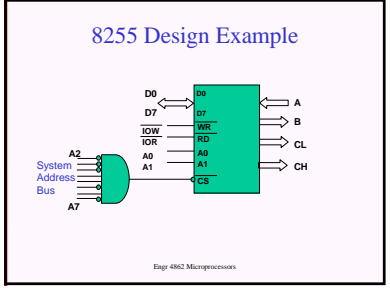 8255 Design Example
D0
D7
IOW
IOR
A0
A1
A2
System
Address
Bus
A7
D0
D7
WR
RD
A0
A1
CS
A
B
CL
CH
Engr 4862 Microprocessors